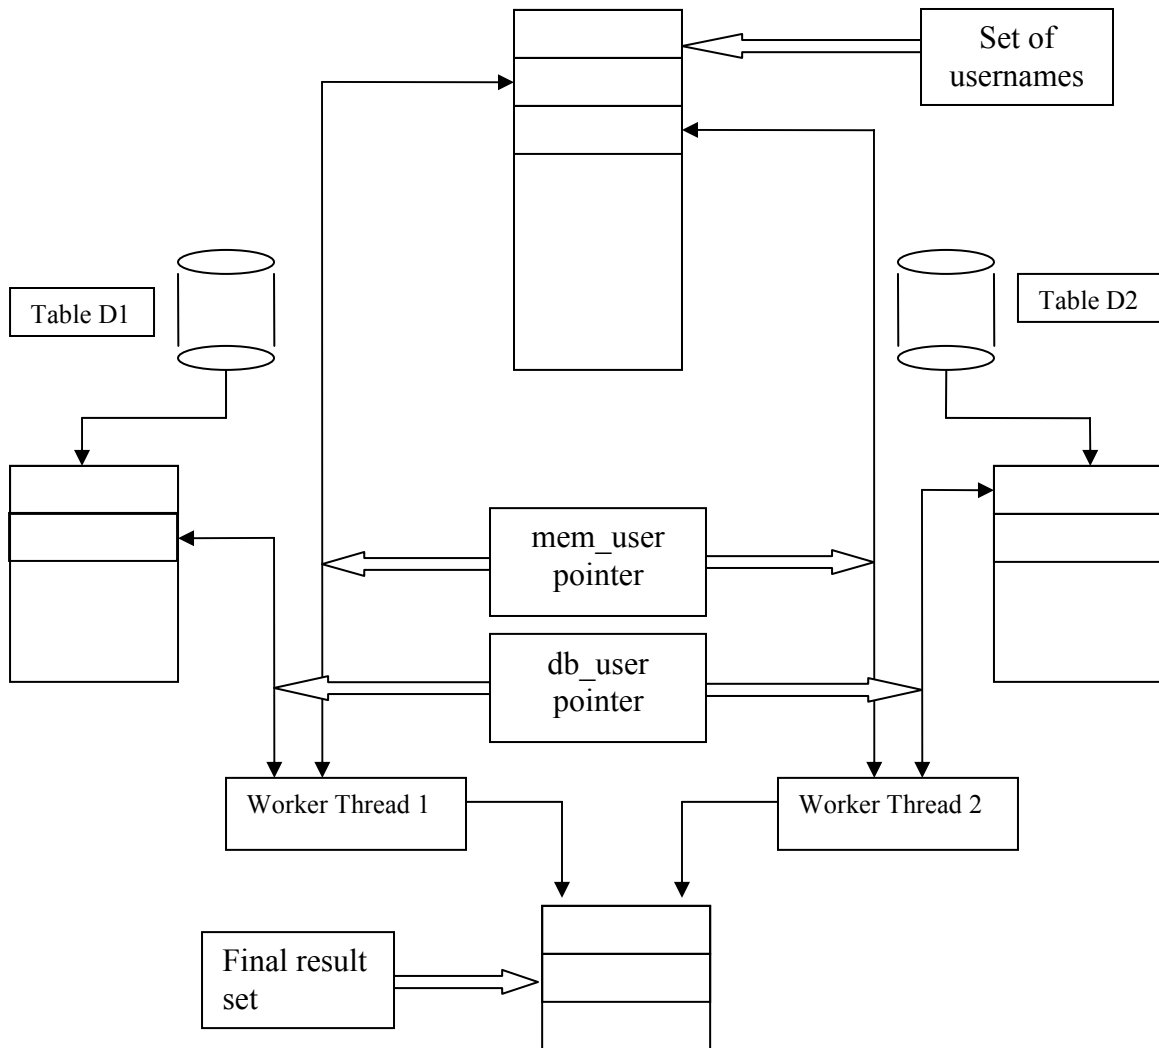 Set of
usernames
Table D1
Table D2
mem_user
pointer
db_user
pointer
Worker Thread 1
Worker Thread 2
Final result
set